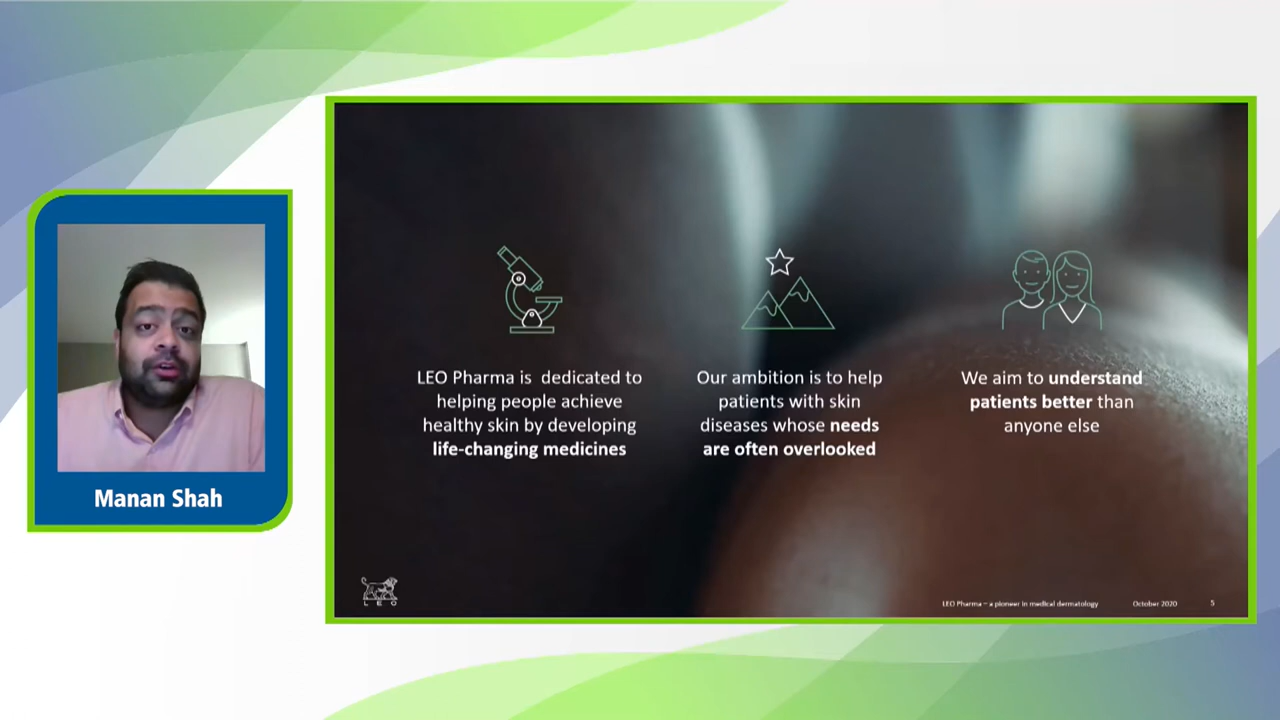 LEO Pharma is dedicated to
helping people achieve
healthy skin by developing
life-changing medicines
Our ambition is to help
patients with skin
diseases whose needs
are often overlooked
We aim to understand
patients better than
anyone else
Manan Shah
LEO
LEO Pharma – a pioneer in medical dermatology
October 2020
5